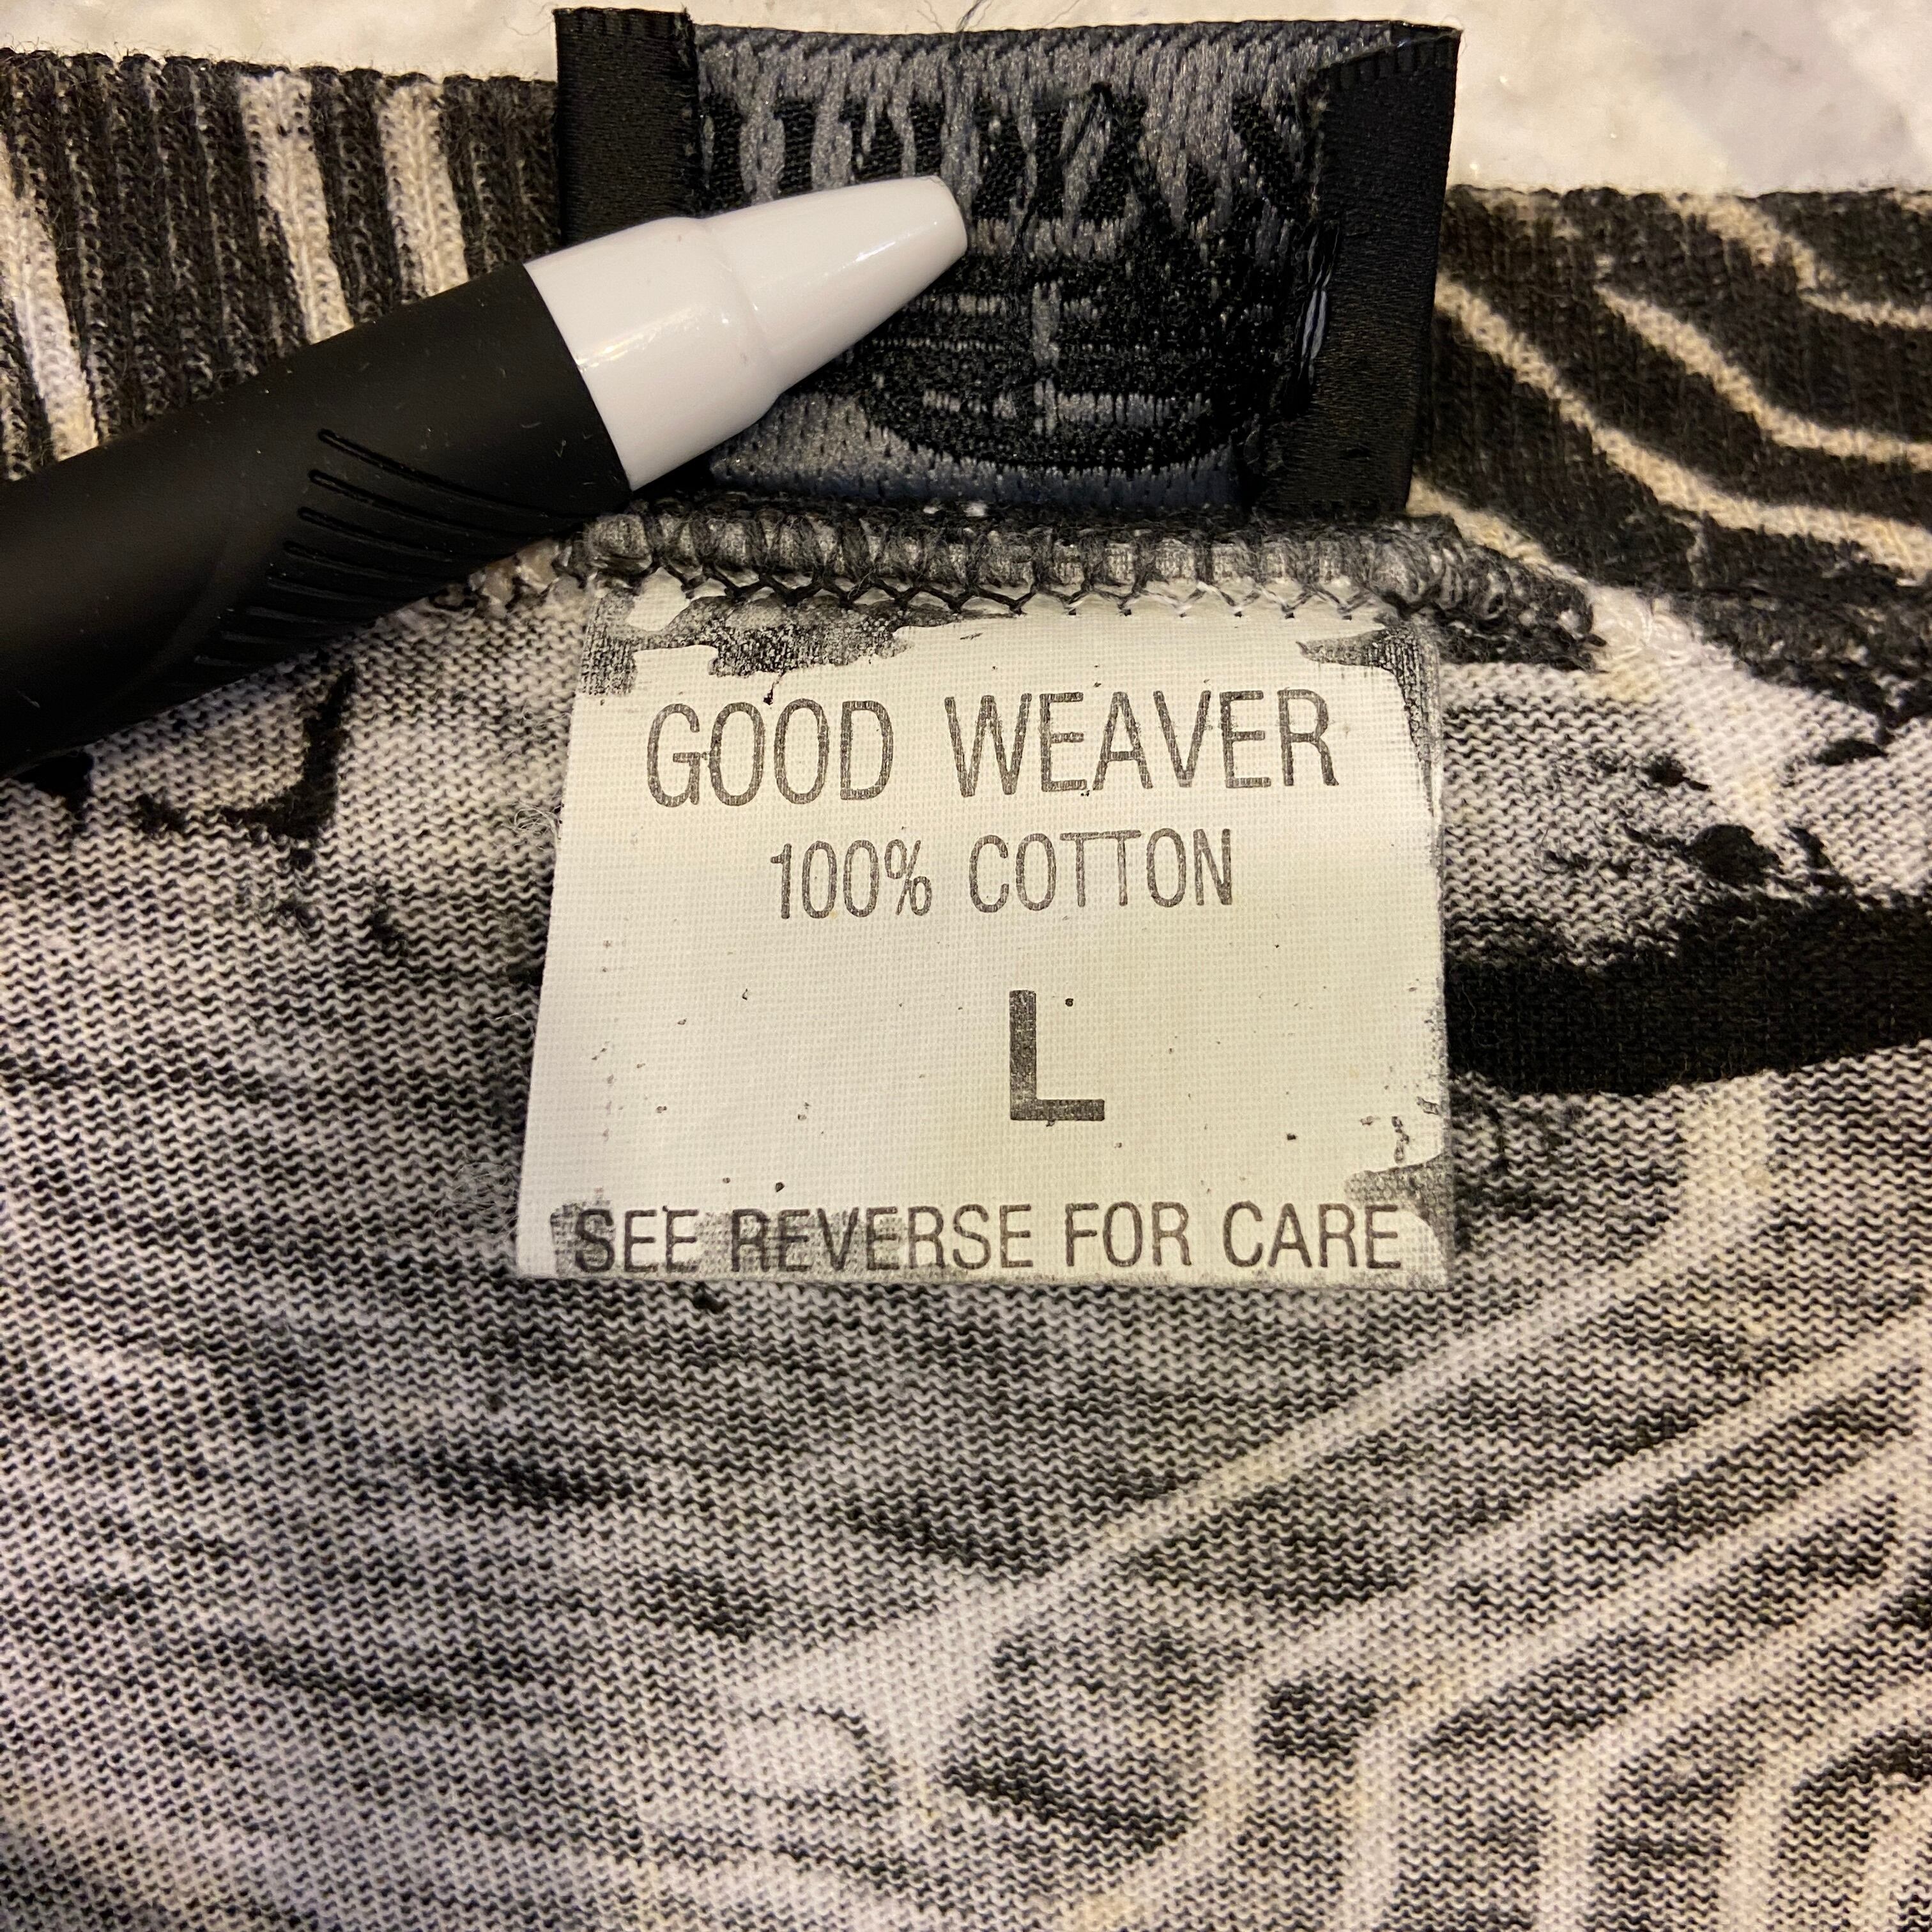 GOOD WEAVER
100% COTTON
L
SEE REVERSE FOR CARE